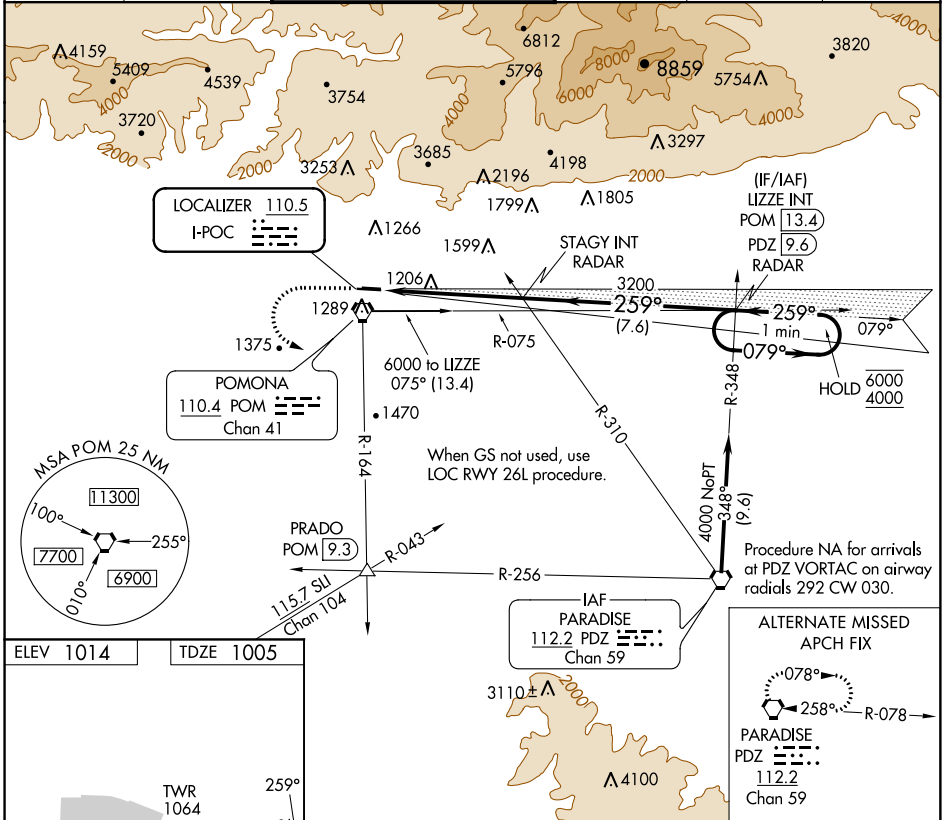 6812
4000
4159
5409
4539
4000
3754
5796
8000
8859
6000
5754
3820
4000
3720
2000
2000
3253
3685
4000
2196
4198
3297
2000
1799
1805
LOCALIZER 110.5
I-POC
1266
1599
STAGY INT
RADAR
(IF/IAF)
LIZZE INT
POM 13.4
PDZ 9.6
RADAR
1206
3200
1289
259°
(7.6)
259°
1 min
079°
079°
R-075
1375
6000 to LIZZE
075° (13.4)
HOLD 6000
4000
POMONA
110.4 POM
Chan 41
1470
R-164
R-310
R-348
When GS not used, use
LOC RWY 26L procedure.
4000 NoPT
348°
(9.6)
MSA POM 25 NM
11300
100°
255°
7700
6900
010°
PRADO
POM 9.3
R-043
R-256
115.7 SLI
Chan 104
Procedure NA for arrivals
at PDZ VORTAC on airway
radials 292 CW 030.
IAF
PARADISE
112.2 PDZ
Chan 59
ALTERNATE MISSED
APCH FIX
078°
258°
R-078
PARADISE
PDZ
112.2
Chan 59
ELEV 1014
TDZE 1005
3110±
2000
4100
TWR
1064
259°